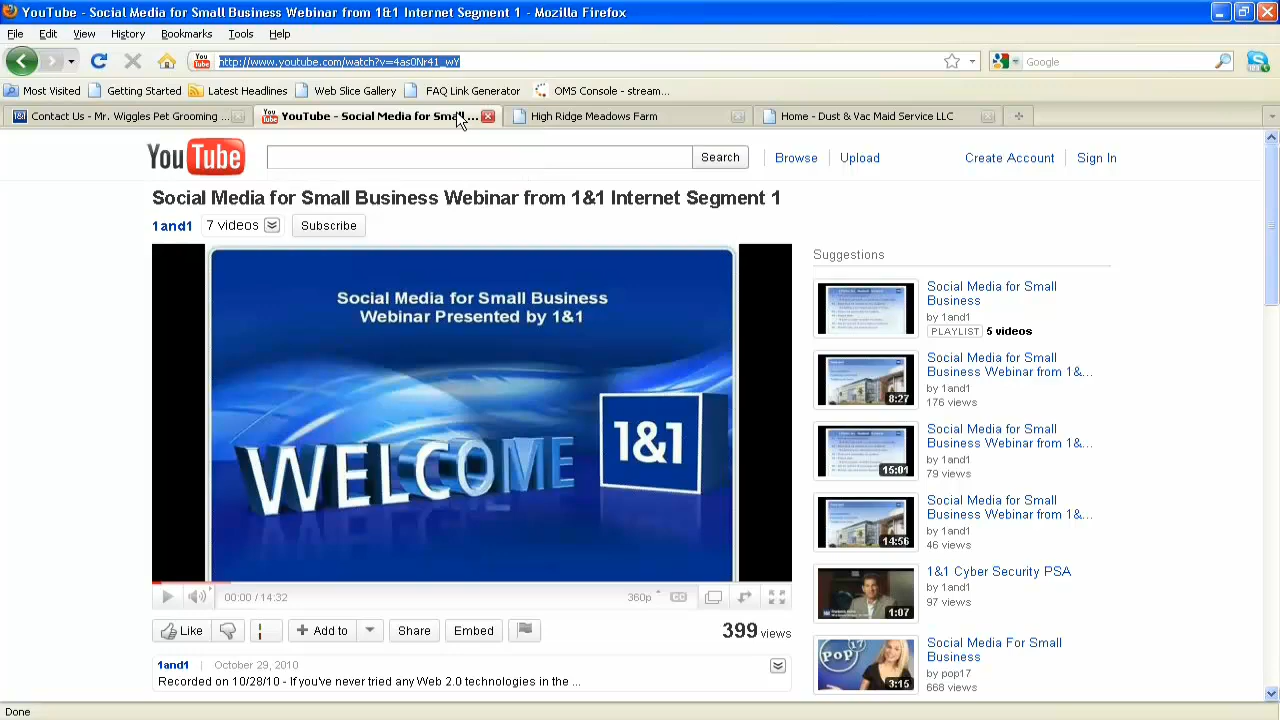 YouTube - Social Media for Small Business Webinar from 1&1 Internet Segment 1 - Mozilla Firefox
File Edit View History Bookmarks Tools Help
You Tube http://www.youtube.com/watch?v=4as0Nr41_wY Google
Most Visited Getting Started Latest Headlines Web Slice Gallery FAQ Link Generator OMS Console - stream...
1&1 Contact Us - Mr. Wiggles Pet Grooming ... You Tube YouTube - Social Media for Small ... High Ridge Meadows Farm Home - Dust & Vac Maid Service LLC
YouTube Search Browse Upload Create Account Sign In
Social Media for Small Business Webinar from 1&1 Internet Segment 1
1and1 7 videos Subscribe
Social Media for Small Business
Webinar Presented by 1&1
WELCOME
1&1
00:00 / 14:32 360p CC
Like Add to Share Embed 399 views
1and1 October 29, 2010
Recorded on 10/28/10 - If you've never tried any Web 2.0 technologies in the ...
Suggestions
Social Media for Small
Business
by 1and1
PLAYLIST 5 videos
Social Media for Small
Business Webinar from 1&...
by 1and1
8:27
176 views
Social Media for Small
Business Webinar from 1&...
by 1and1
15:01
79 views
Social Media for Small
Business Webinar from 1&...
by 1and1
14:56
46 views
1&1 Cyber Security PSA
by 1and1
97 views
1:07
Social Media For Small
Business
by pop17
668 views
POP 17
3:15
Done